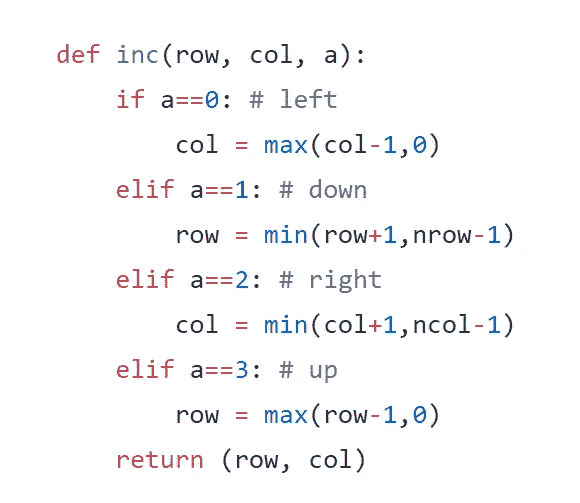 def inc(row, col, a):
    if a==0: # left
        col = max(col-1,0)
    elif a==1: # down
        row = min(row+1,nrow-1)
    elif a==2: # right
        col = min(col+1,ncol-1)
    elif a==3: # up
        row = max(row-1,0)
    return (row, col)